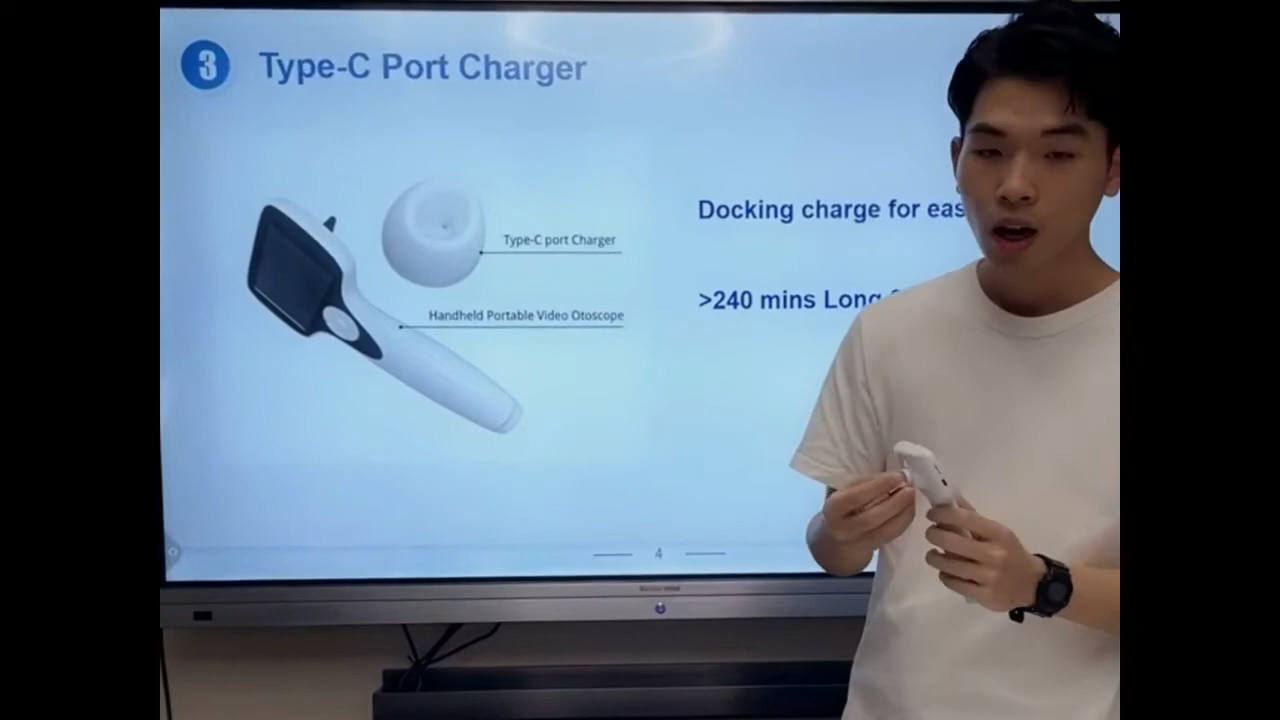 3 Type-C Port Charger
Docking charge for eas
Type-C port Charger
>240 mins Long
Handheld Portable Video Otoscope
4